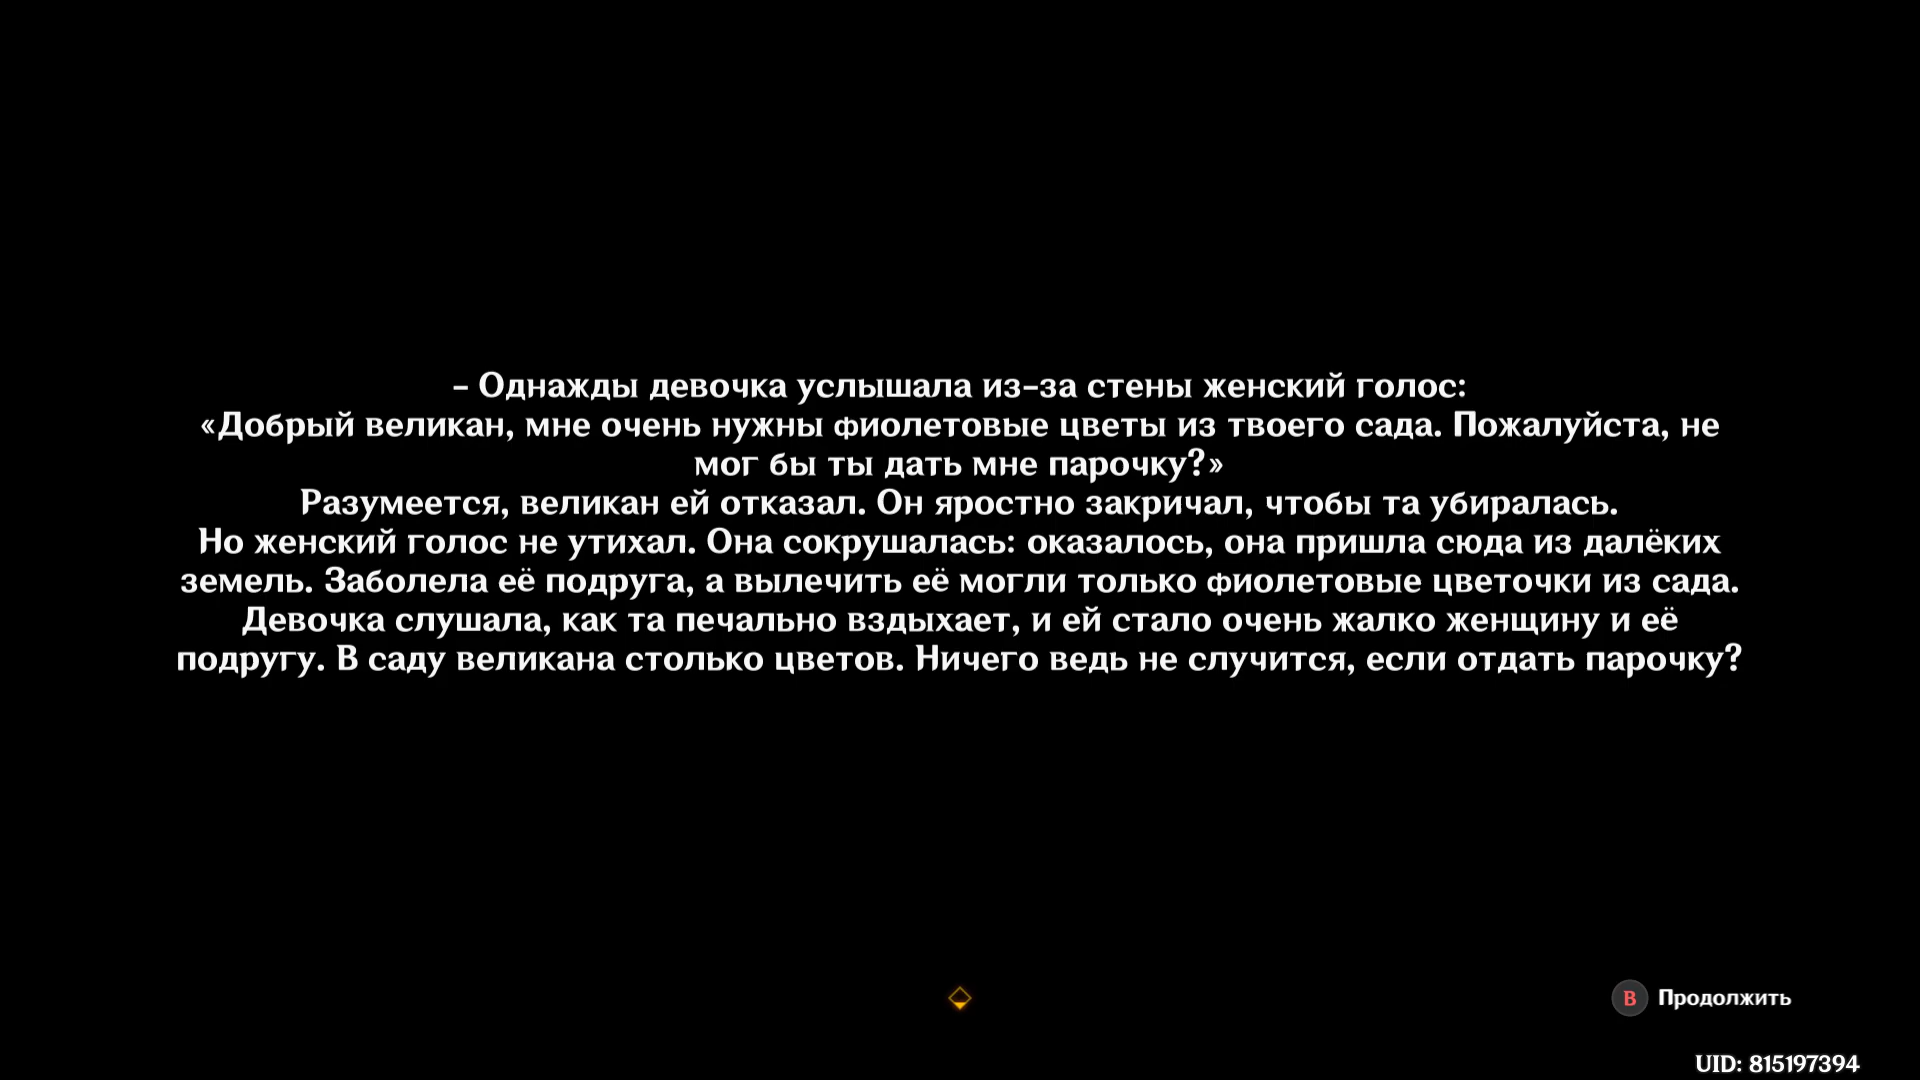 – Однажды девочка услышала из-за стены женский голос:
«Добрый великан, мне очень нужны фиолетовые цветы из твоего сада. Пожалуйста, не
мог бы ты дать мне парочку?»
Разумеется, великан ей отказал. Он яростно закричал, чтобы та убиралась.
Но женский голос не утихал. Она сокрушалась: оказалось, она пришла сюда из далёких
земель. Заболела её подруга, а вылечить её могли только фиолетовые цветочки из сада.
Девочка слушала, как та печально вздыхает, и ей стало очень жалко женщину и её
подругу. В саду великана столько цветов. Ничего ведь не случится, если отдать парочку?
B Продолжить
UID: 815197394